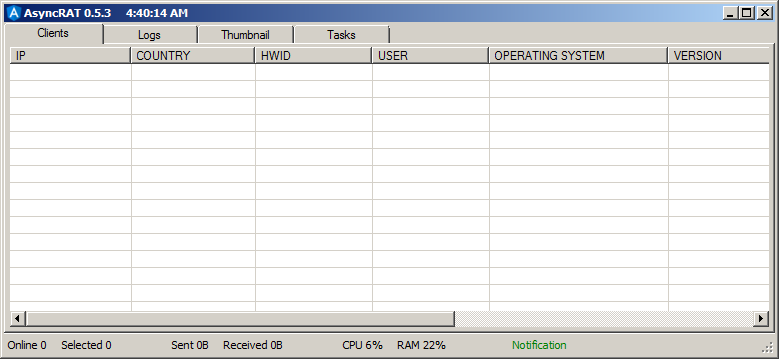 AsyncRAT 0.5.3 4:40:14 AM
Clients Logs Thumbnail Tasks
IP COUNTRY HWID USER OPERATING SYSTEM VERSION
Online 0 Selected 0 Sent 0B Received 0B CPU 6% RAM 22% Notification